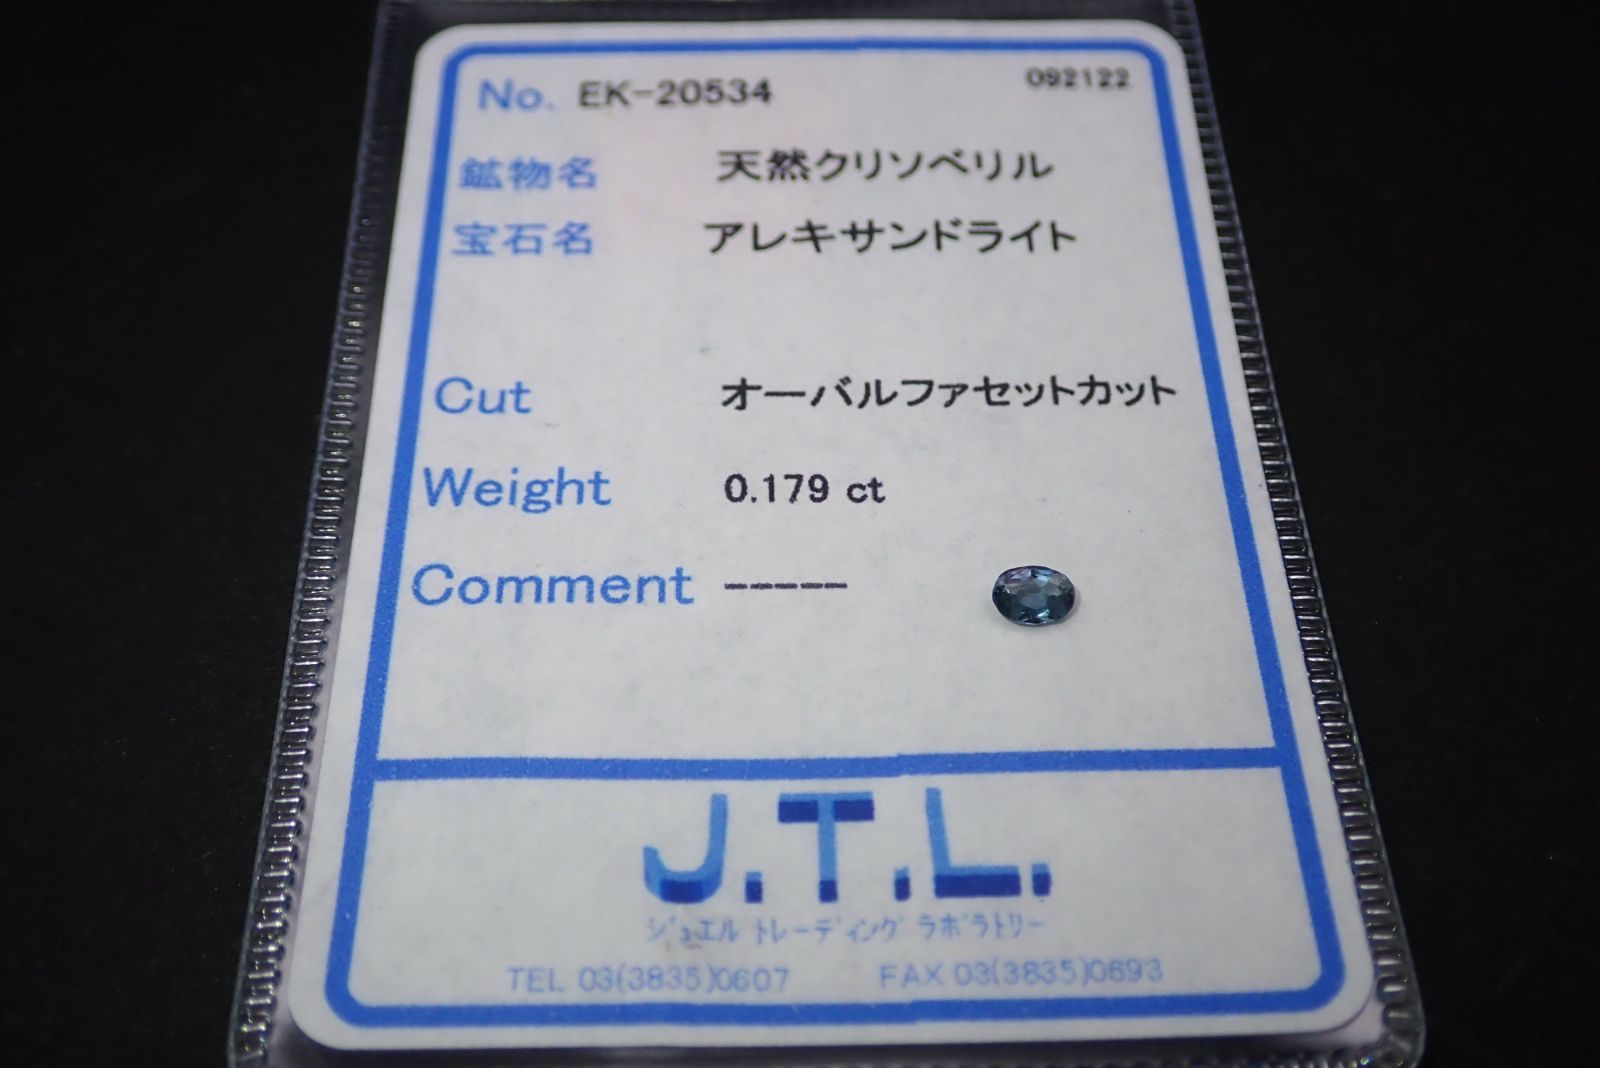 No. EK-20534 092122
鉱物名 天然クリソベリル
宝石名 アレキサンドライト
Cut オーバルファセットカット
Weight 0.179 ct
Comment -----
J.T.L.
ジュエル トレーディング ラボラトリー
TEL 03(3835)0607 FAX 03(3835)0693